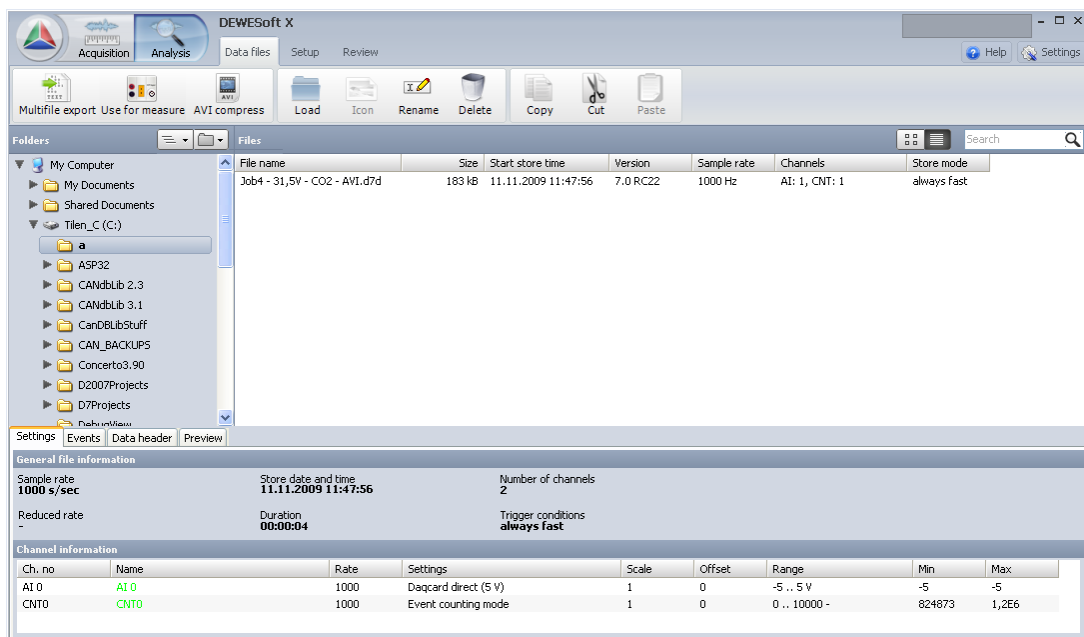 DEWESoft X
Acquisition
Analysis
Data files Setup Review
Help Settings
TEXT AVI
Multifile export Use for measure AVI compress Load Icon Rename Delete Copy Cut Paste
Folders Files Search
File name Size Start store time Version Sample rate Channels Store mode
Job4 - 31,5V - CO2 - AVI.d7d 183 kB 11.11.2009 11:47:56 7.0 RC22 1000 Hz AI: 1, CNT: 1 always fast
My Computer
My Documents
Shared Documents
Tilen_C (C:)
a
ASP32
CANdbLib 2.3
CANdbLib 3.1
CanDBLibStuff
CAN_BACKUPS
Concerto3.90
D2007Projects
D7Projects
DebugView
Settings Events Data header Preview
General file information
Sample rate Store date and time Number of channels
1000 s/sec 11.11.2009 11:47:56 2
Reduced rate Duration Trigger conditions
- 00:00:04 always fast
Channel information
Ch. no Name Rate Settings Scale Offset Range Min Max
AI 0 AI 0 1000 Daqcard direct (5 V) 1 0 -5 .. 5 V -5 -5
CNT0 CNT0 1000 Event counting mode 1 0 0 .. 10000 - 824873 1,2E6